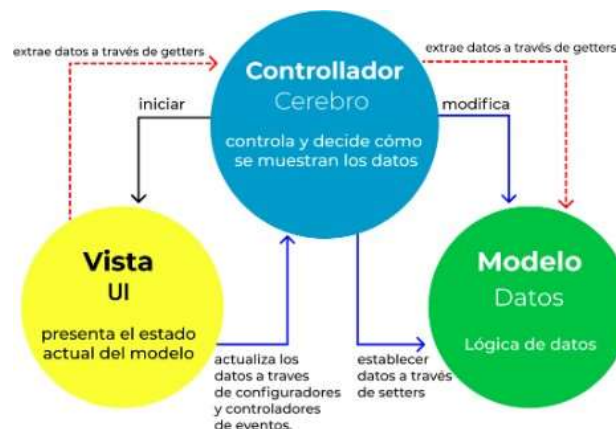 extrae datos a través de getters
extrae datos a través de getters
Controllador
Cerebro
iniciar
modifica
controla y decide cómo
se muestran los datos
Vista
UI
presenta el estado
actual del modelo
Modelo
Datos
Lógica de datos
actualiza los
datos a traves
de configuradores
y controladores
de eventos.
establecer
datos a través
de setters